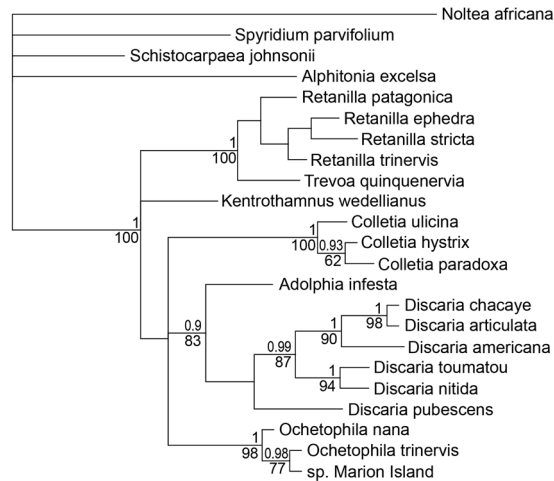 Noltea africana
Spyridium parvifolium
Schistocarpaea johnsonii
Alphitonia excelsa
Retanilla patagonica
Retanilla ephedra
1
Retanilla stricta
100
Retanilla trinervis
Trevoa quinquenervia
Kentrothamnus wedellianus
1
Colletia ulicina
100
1
Colletia hystrix
100
0.93
62
Colletia paradoxa
Adolphia infesta
1
Discaria chacaye
0.9
1
98
Discaria articulata
83
90
Discaria americana
0.99
87
1
Discaria toumatou
94
Discaria nitida
Discaria pubescens
1
Ochetophila nana
98
0.98
Ochetophila trinervis
77
sp. Marion Island